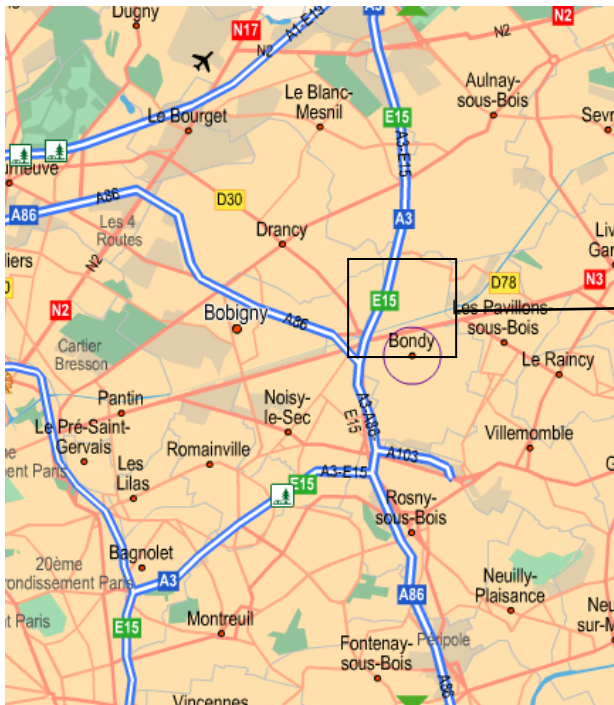 Dugny
A3
N2
N17
N2
A1-E15
N2
Le Blanc-
Mesnil
Aulnay-
sous-Bois
Le Bourget
E15
Sevr
A3-E15
A86
D30
A3
A86
Les 4
Routes
Drancy
N2
Liv
Gar
D78
N3
E15
N2
Bobigny
A86
Les Pavillons-
sous-Bois
Bondy
Cartier
Bresson
Le Raincy
Pantin
Noisy-
le-Sec
A3-A86-
E15
Le Pré-Saint-
Gervais
Romainville
Villemomble
A103
Les
Lilas
A3-E15
E15
Rosny-
sous-Bois
ment Paris
Bagnolet
20ème
rondissement Paris
A3
A86
Neuilly-
Plaisance
Montreuil
E15
Neu
sur-M
t Paris
Fontenay-
sous-Bois
Péripole
A86
Vincennes